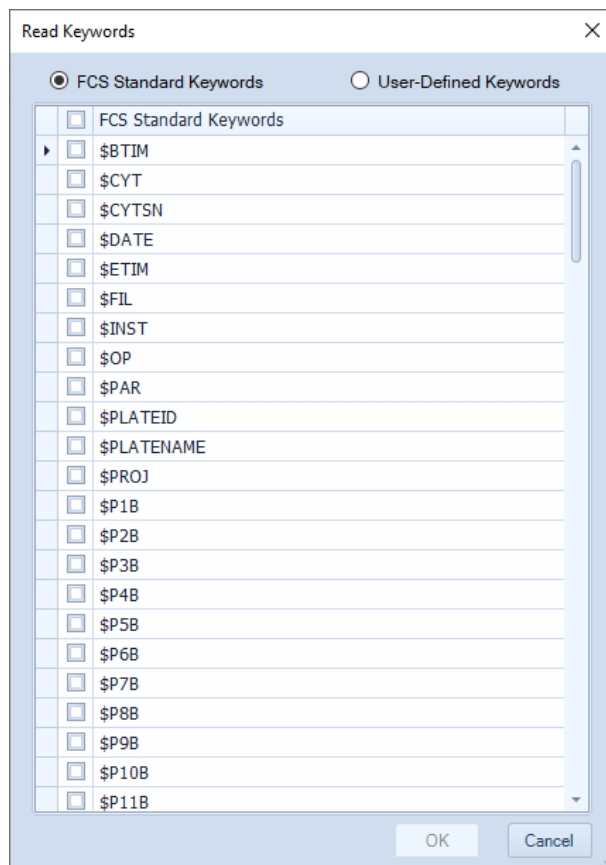 Read Keywords
FCS Standard Keywords User-Defined Keywords
FCS Standard Keywords
$BTIM
$CYT
$CYTSN
$DATE
$ETIM
$FIL
$INST
$OP
$PAR
$PLATEID
$PLATENAME
$PROJ
$P1B
$P2B
$P3B
$P4B
$P5B
$P6B
$P7B
$P8B
$P9B
$P10B
$P11B
OK Cancel